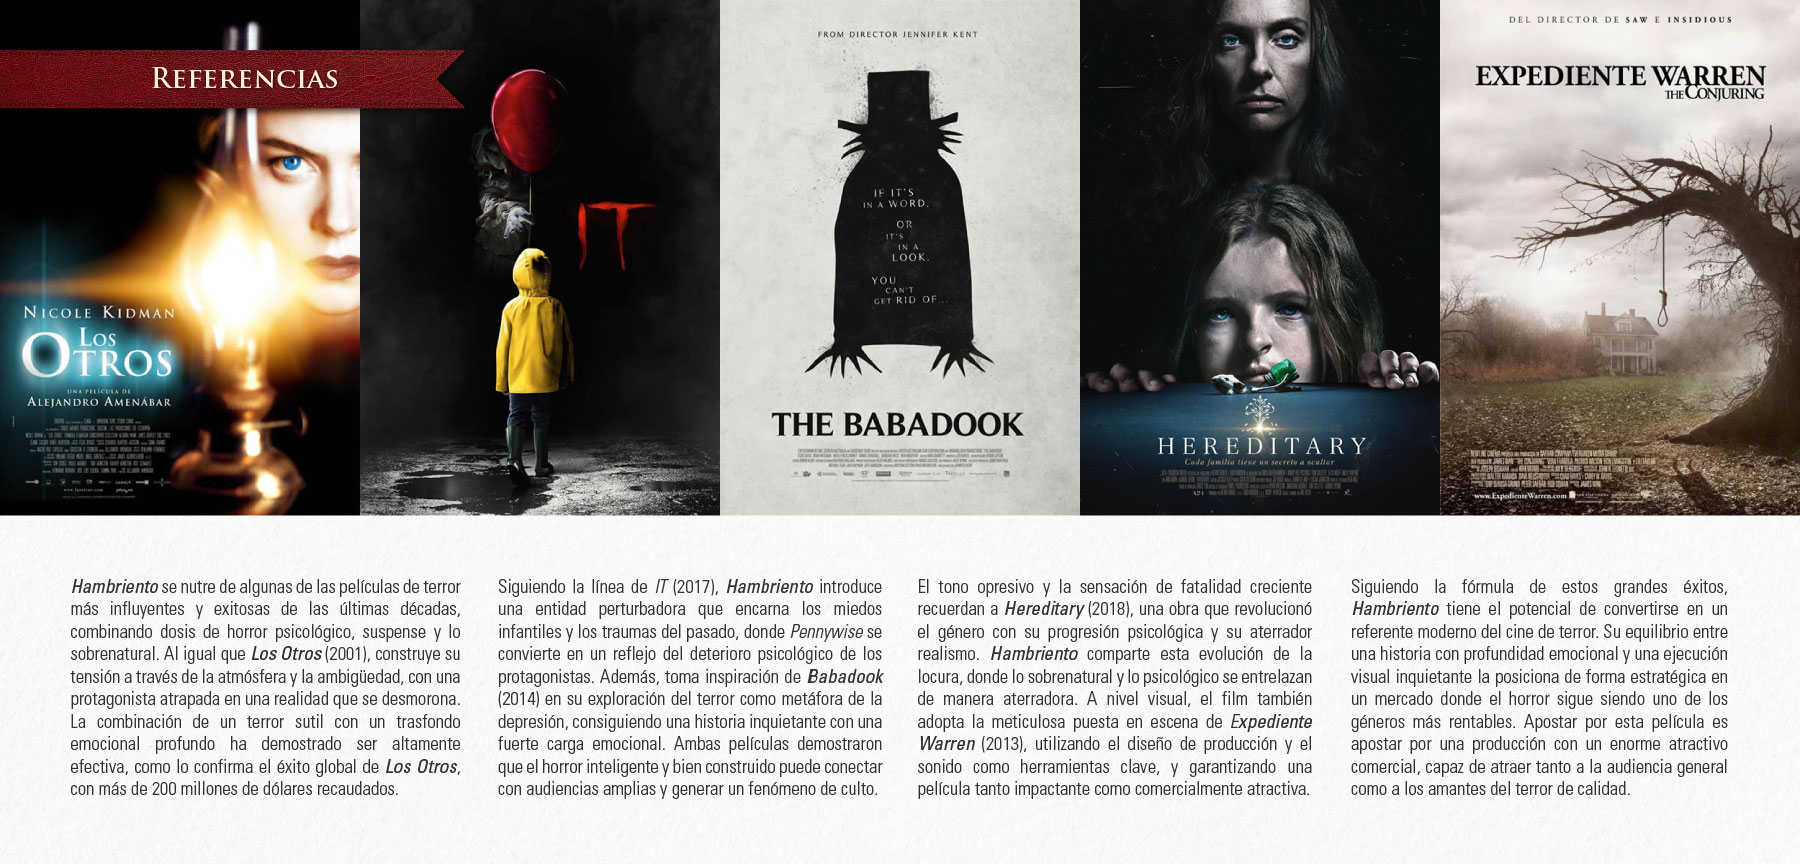 REFERENCIAS
NICOLE KIDMAN
LOS
OTROS
UNA PELÍCULA DE
ALEJANDRO AMENÁBAR
IT
FROM DIRECTOR JENNIFER KENT
IF IT'S
IN A WORD.
OR
IT'S
IN A
LOOK.
YOU
CAN'T
GET RID OF...
THE BABADOOK
HEREDITARY
Cada familia tiene un secreto a ocultar
A24
DEL DIRECTOR DE SAW E INSIDIOUS
EXPEDIENTE WARREN
THE CONJURING
www.ExpedienteWarren.com
Hambriento se nutre de algunas de las películas de terror
más influyentes y exitosas de las últimas décadas,
combinando dosis de horror psicológico, suspense y lo
sobrenatural. Al igual que Los Otros (2001), construye su
tensión a través de la atmósfera y la ambigüedad, con una
protagonista atrapada en una realidad que se desmorona.
La combinación de un terror sutil con un trasfondo
emocional profundo ha demostrado ser altamente
efectiva, como lo confirma el éxito global de Los Otros,
con más de 200 millones de dólares recaudados.
Siguiendo la línea de IT (2017), Hambriento introduce
una entidad perturbadora que encarna los miedos
infantiles y los traumas del pasado, donde Pennywise se
convierte en un reflejo del deterioro psicológico de los
protagonistas. Además, toma inspiración de Babadook
(2014) en su exploración del terror como metáfora de la
depresión, consiguiendo una historia inquietante con una
fuerte carga emocional. Ambas películas demostraron
que el horror inteligente y bien construido puede conectar
con audiencias amplias y generar un fenómeno de culto.
El tono opresivo y la sensación de fatalidad creciente
recuerdan a Hereditary (2018), una obra que revolucionó
el género con su progresión psicológica y su aterrador
realismo. Hambriento comparte esta evolución de la
locura, donde lo sobrenatural y lo psicológico se entrelazan
de manera aterradora. A nivel visual, el film también
adopta la meticulosa puesta en escena de Expediente
Warren (2013), utilizando el diseño de producción y el
sonido como herramientas clave, y garantizando una
película tanto impactante como comercialmente atractiva.
Siguiendo la fórmula de estos grandes éxitos,
Hambriento tiene el potencial de convertirse en un
referente moderno del cine de terror. Su equilibrio entre
una historia con profundidad emocional y una ejecución
visual inquietante la posiciona de forma estratégica en
un mercado donde el horror sigue siendo uno de los
géneros más rentables. Apostar por esta película es
apostar por una producción con un enorme atractivo
comercial, capaz de atraer tanto a la audiencia general
como a los amantes del terror de calidad.